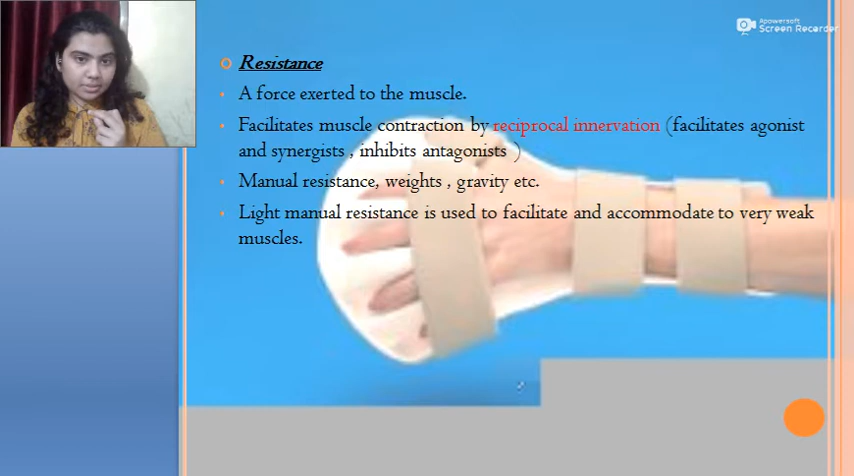 Apowersoft
Screen Recorder
Resistance
A force exerted to the muscle.
Facilitates muscle contraction by reciprocal innervation (facilitates agonist
and synergists , inhibits antagonists )
Manual resistance, weights , gravity etc.
Light manual resistance is used to facilitate and accommodate to very weak
muscles.